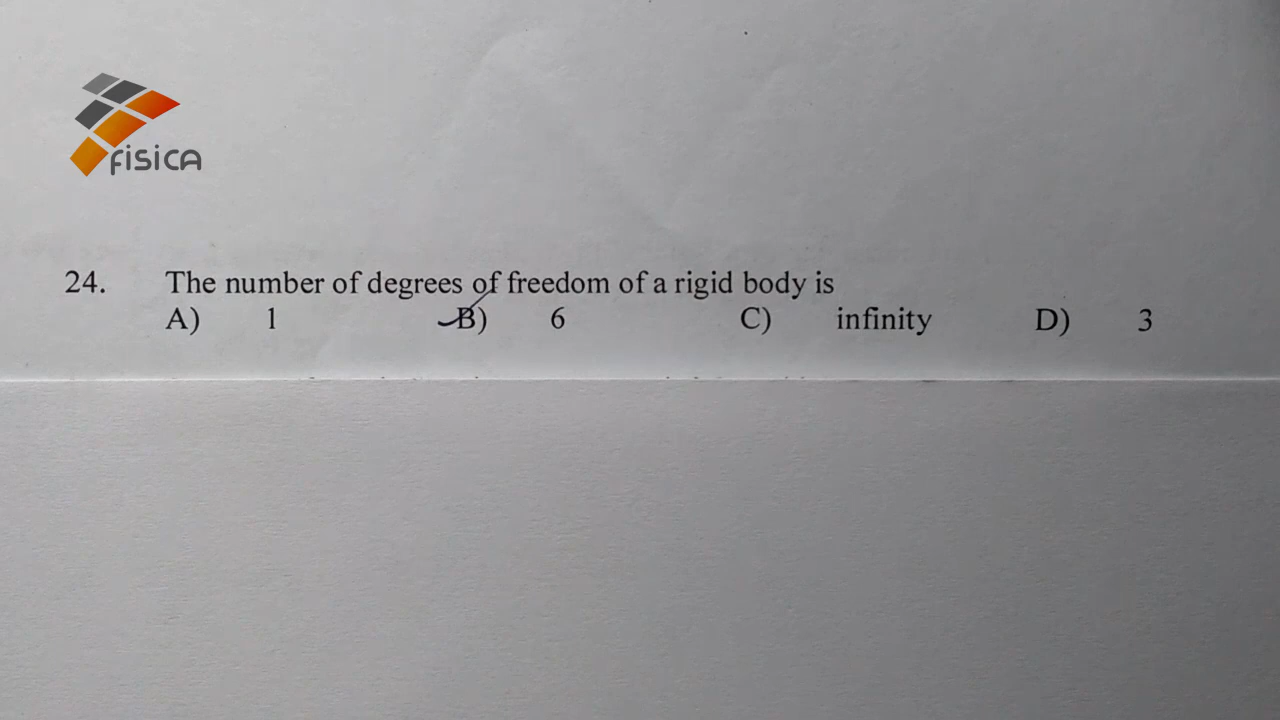 fisica
24. The number of degrees of freedom of a rigid body is
A) 1 B) 6 C) infinity D) 3